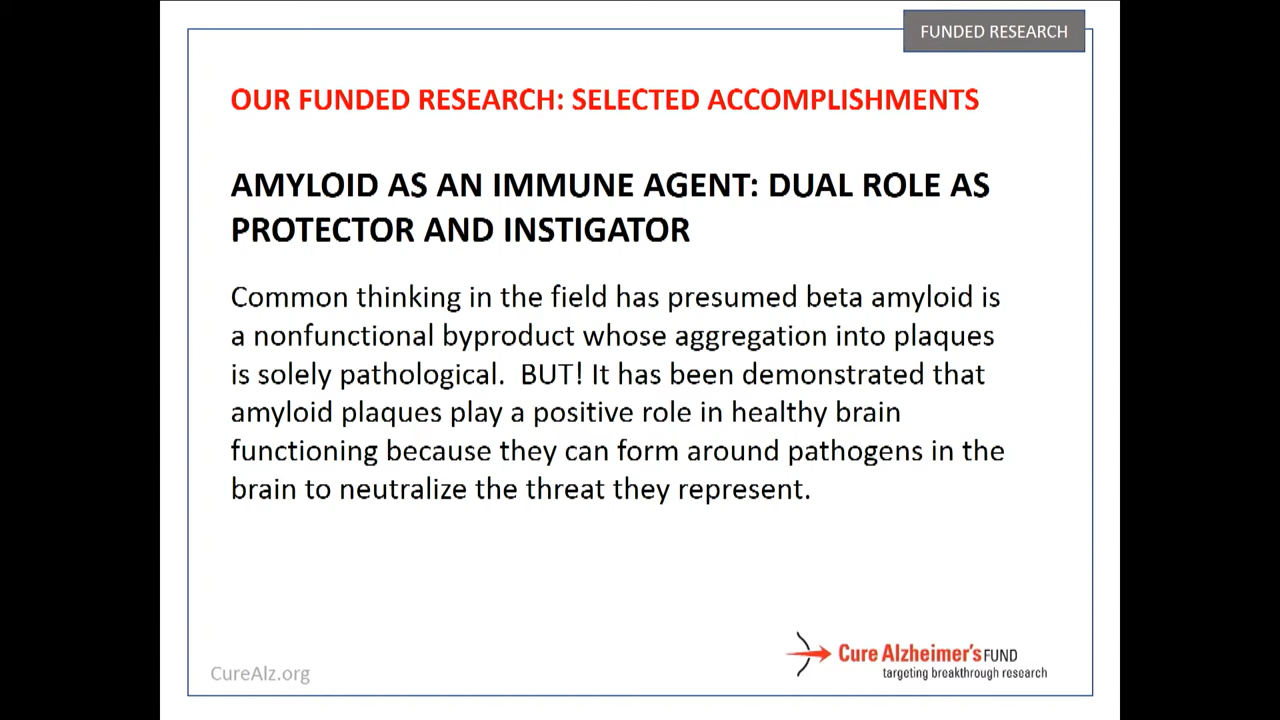 FUNDED RESEARCH
OUR FUNDED RESEARCH: SELECTED ACCOMPLISHMENTS
AMYLOID AS AN IMMUNE AGENT: DUAL ROLE AS
PROTECTOR AND INSTIGATOR
Common thinking in the field has presumed beta amyloid is
a nonfunctional byproduct whose aggregation into plaques
is solely pathological.  BUT! It has been demonstrated that
amyloid plaques play a positive role in healthy brain
functioning because they can form around pathogens in the
brain to neutralize the threat they represent.
Cure Alzheimer's FUND
targeting breakthrough research
CureAlz.org